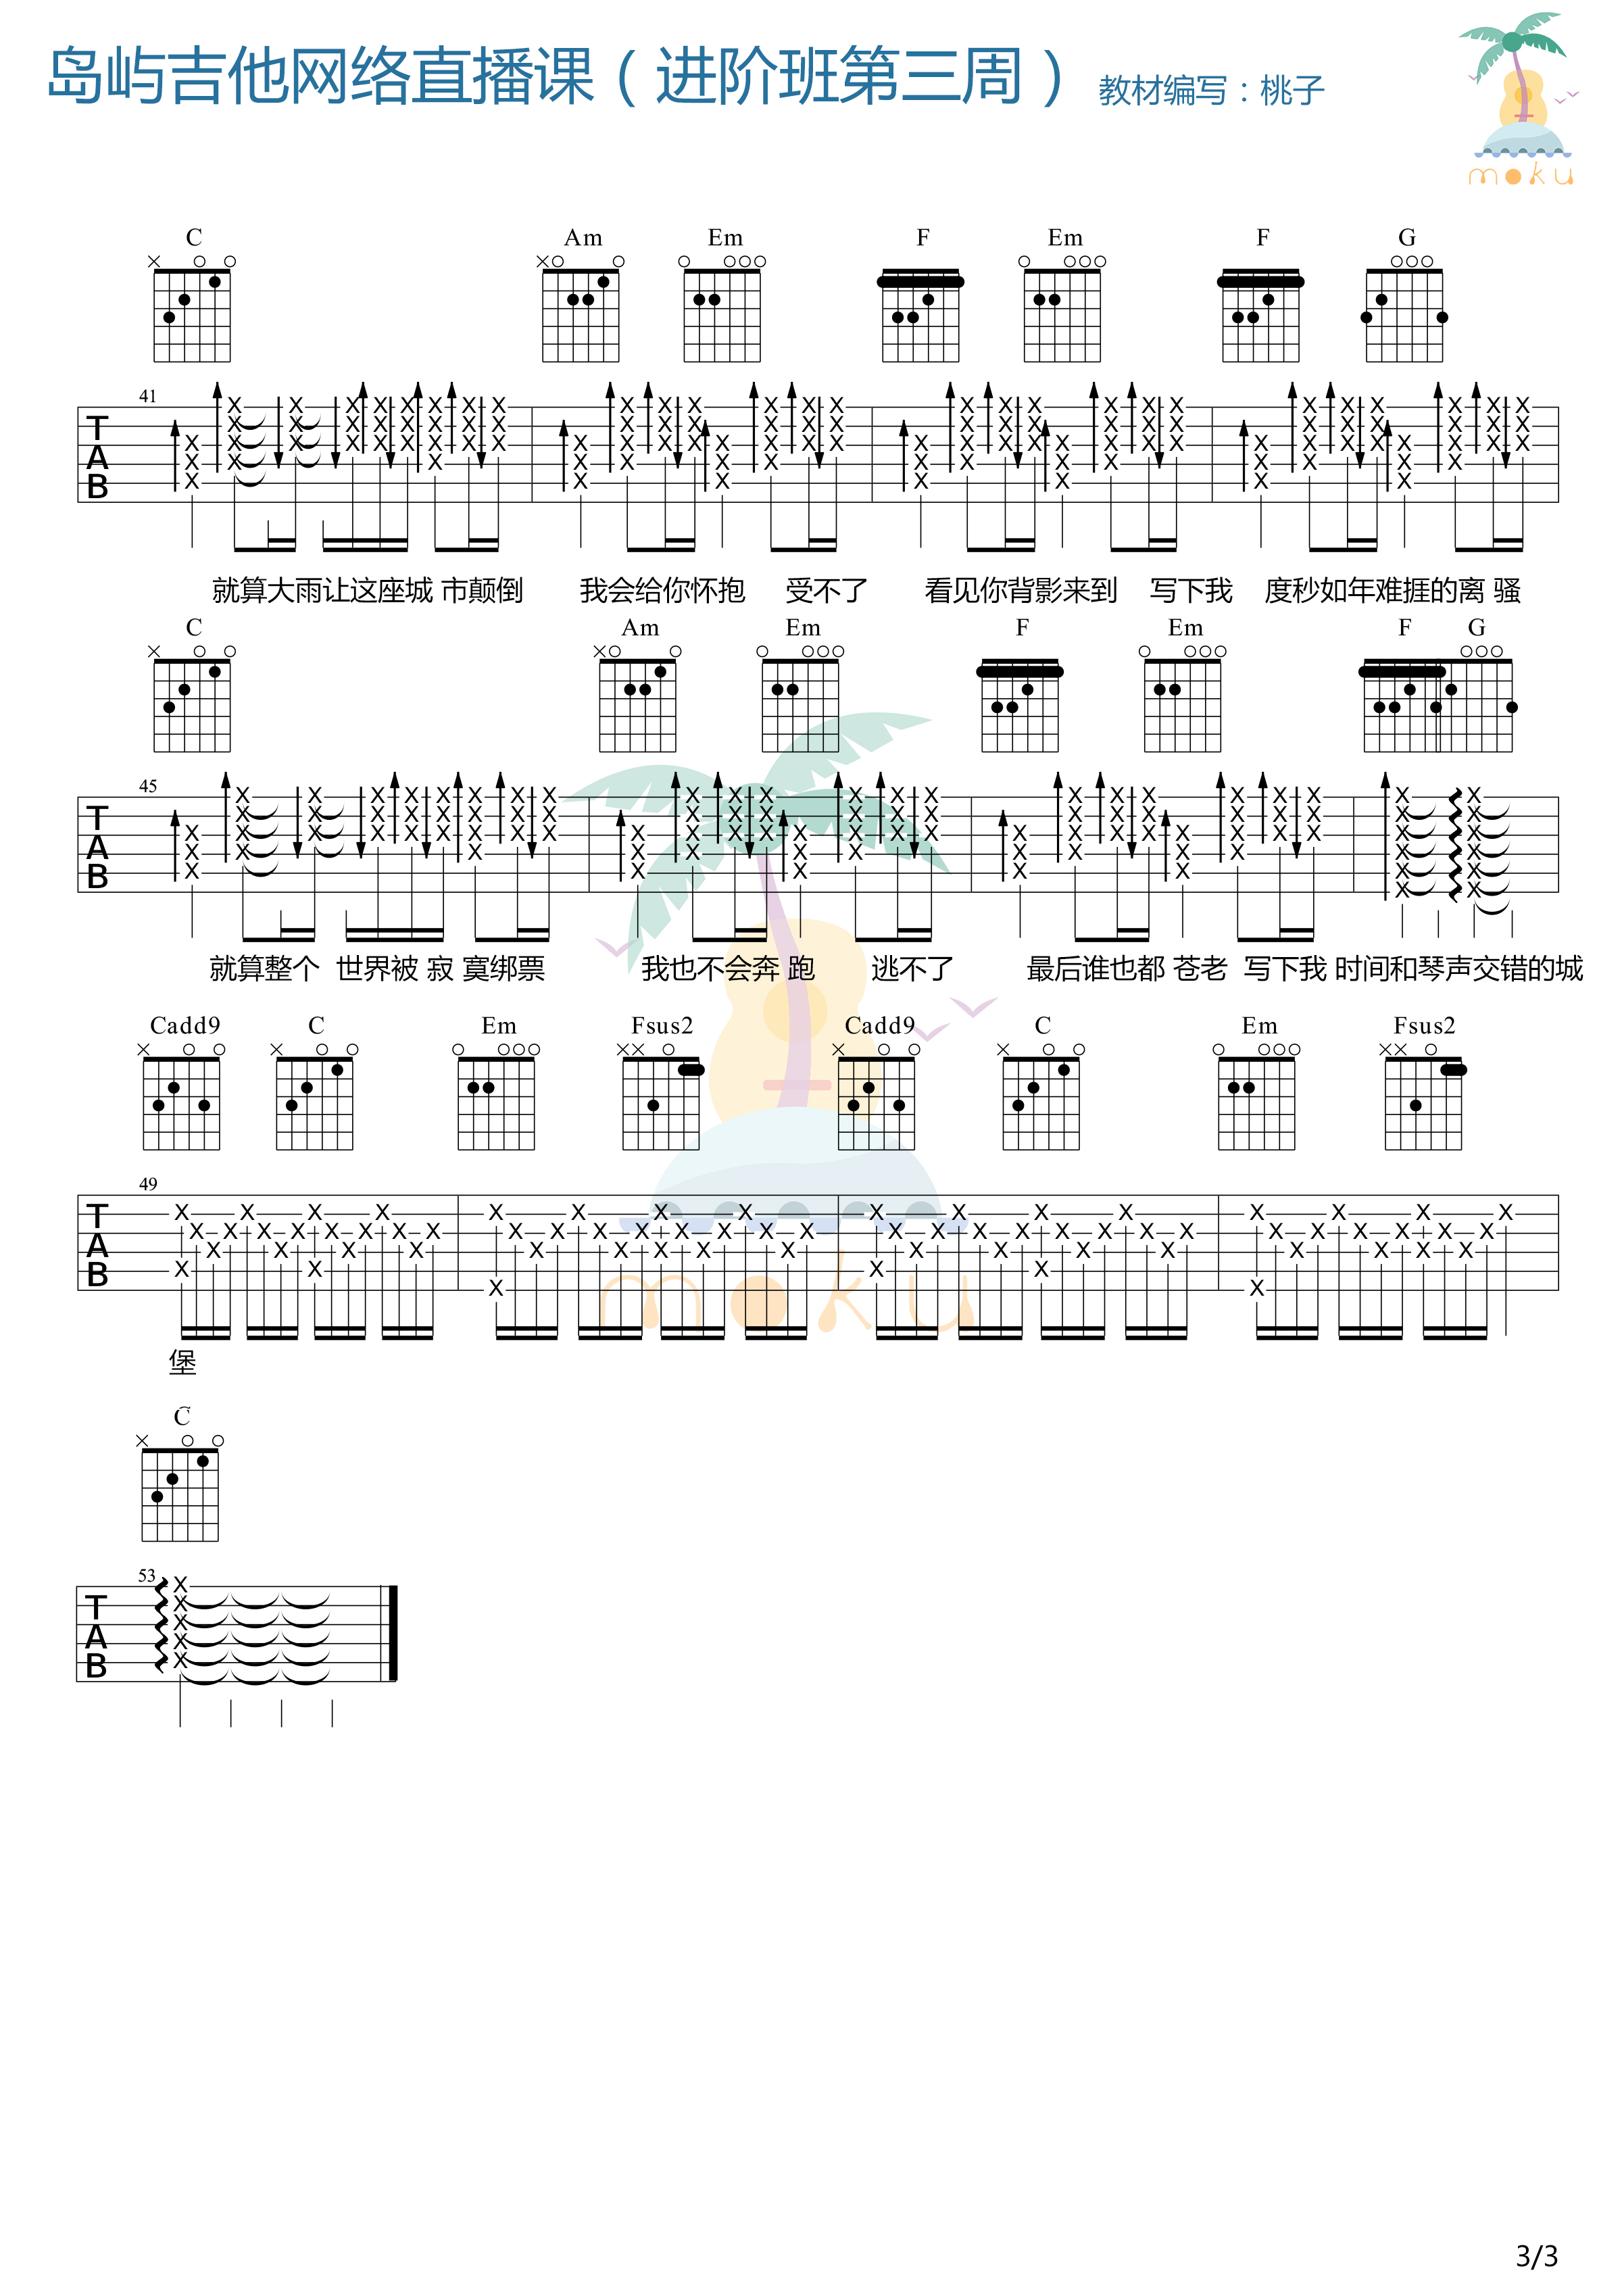 岛屿吉他网络直播课（进阶班第三周） 教材编写：桃子
moku
C Am Em F Em F G
41
T
A
B
就算大雨让这座城 市颠倒 我会给你怀抱 受不了 看见你背影来到 写下我 度秒如年难捱的离 骚
C Am Em F Em F G
45
T
A
B
就算整个 世界被 寂 寞绑票 我也不会奔 跑 逃不了 最后谁也都 苍老 写下我 时间和琴声交错的城
Cadd9 C Em Fsus2 Cadd9 C Em Fsus2
49
T
A
B
moku
堡
C
53
T
A
B
3/3